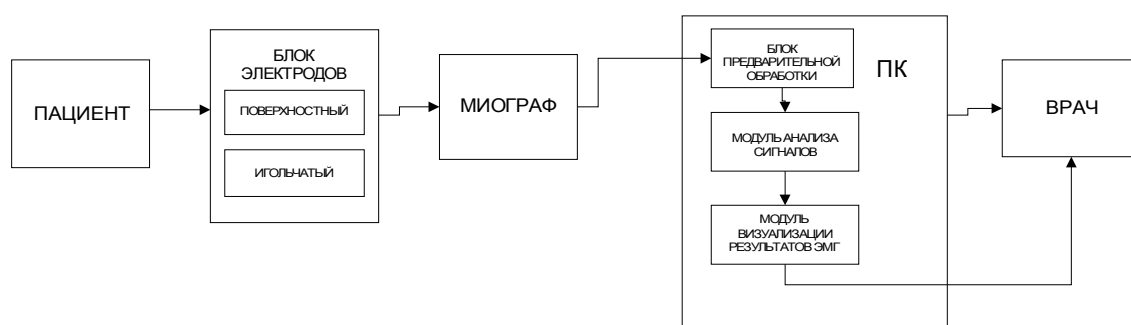 ПАЦИЕНТ
БЛОК
ЭЛЕКТРОДОВ
ПОВЕРХНОСТНЫЙ
ИГОЛЬЧАТЫЙ
МИОГРАФ
ПК
БЛОК
ПРЕДВАРИТЕЛЬНОЙ
ОБРАБОТКИ
МОДУЛЬ АНАЛИЗА
СИГНАЛОВ
МОДУЛЬ
ВИЗУАЛИЗАЦИИ
РЕЗУЛЬТАТОВ ЭМГ
ВРАЧ